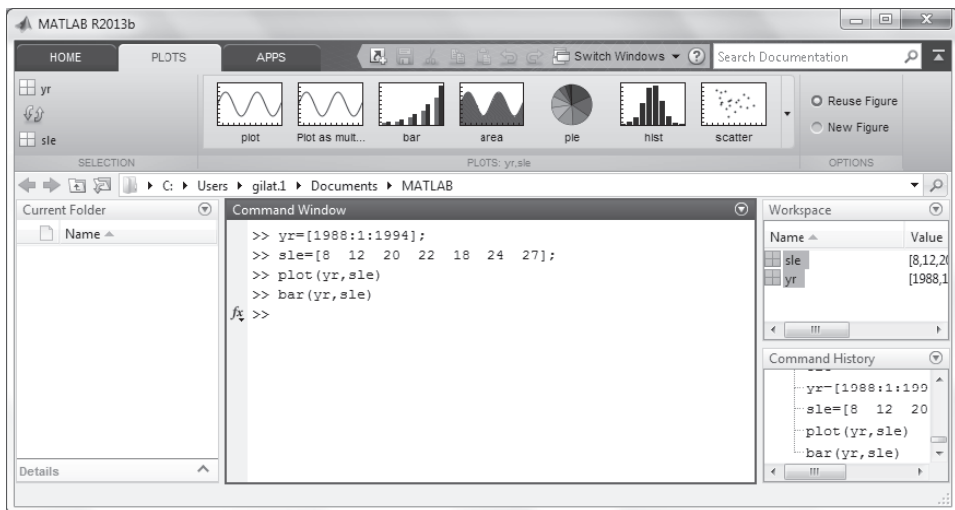 MATLAB R2013b
HOME PLOTS APPS Switch Windows ? Search Documentation
yr
sle
plot Plot as mult... bar area pie hist scatter
Reuse Figure
New Figure
SELECTION PLOTS: yr,sle OPTIONS
C: Users gilat.1 Documents MATLAB
Current Folder
Name
Command Window
>> yr=[1988:1:1994];
>> sle=[8 12 20 22 18 24 27];
>> plot(yr,sle)
>> bar(yr,sle)
fx >>
Workspace
Name Value
sle [8,12,20
yr [1988,1
Command History
yr=[1988:1:199
sle=[8 12 20
plot(yr,sle)
bar(yr,sle)
Details